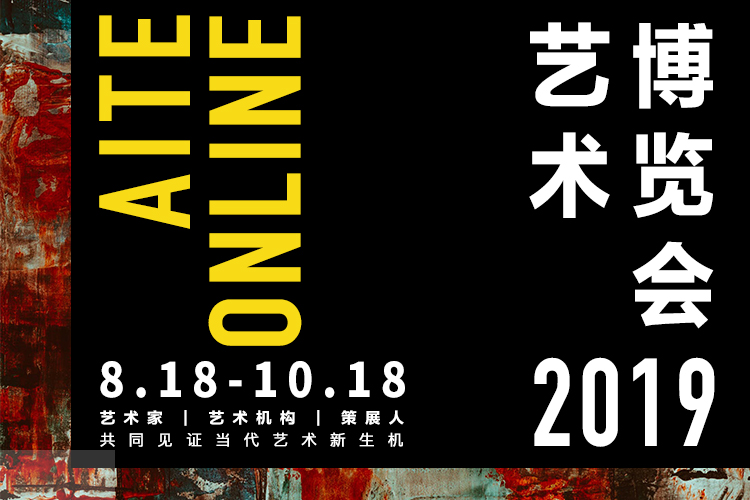 AITE
ONLINE
艺术
博览会
2019
8.18-10.18
艺术家 | 艺术机构 | 策展人
共同见证当代艺术新生机